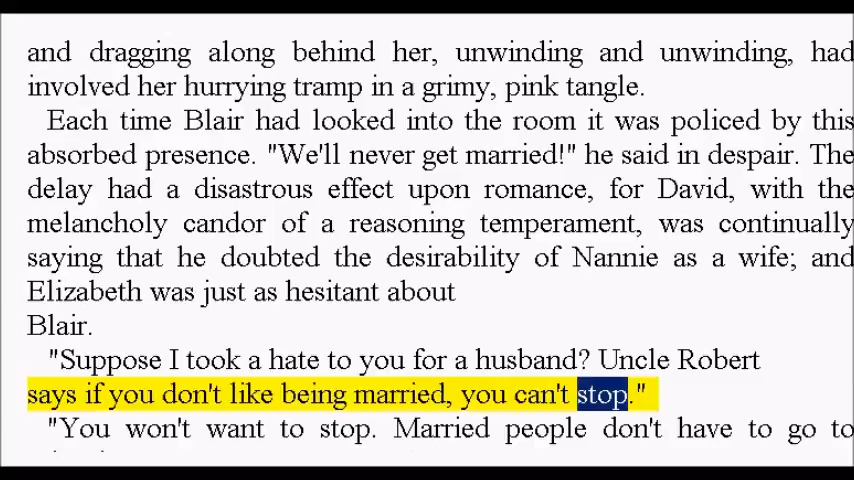 and dragging along behind her, unwinding and unwinding, had
involved her hurrying tramp in a grimy, pink tangle.
Each time Blair had looked into the room it was policed by this
absorbed presence. "We'll never get married!" he said in despair. The
delay had a disastrous effect upon romance, for David, with the
melancholy candor of a reasoning temperament, was continually
saying that he doubted the desirability of Nannie as a wife; and
Elizabeth was just as hesitant about
Blair.
"Suppose I took a hate to you for a husband? Uncle Robert
says if you don't like being married, you can't stop."
"You won't want to stop. Married people don't have to go to